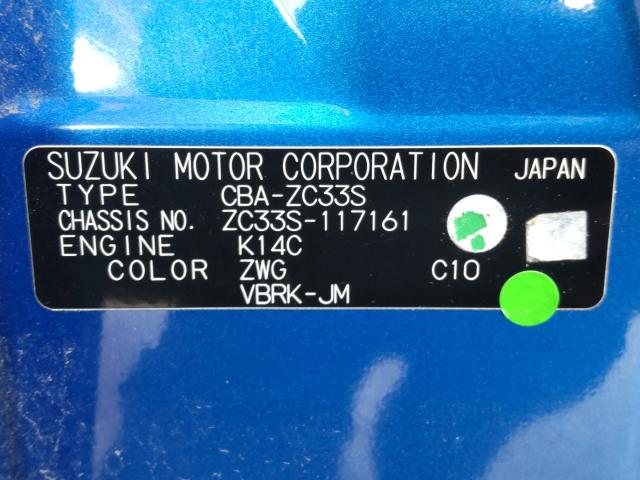 SUZUKI MOTOR CORPORATION JAPAN
TYPE CBA-ZC33S
CHASSIS NO. ZC33S-117161
ENGINE K14C
COLOR ZWG C10
VBRK-JM